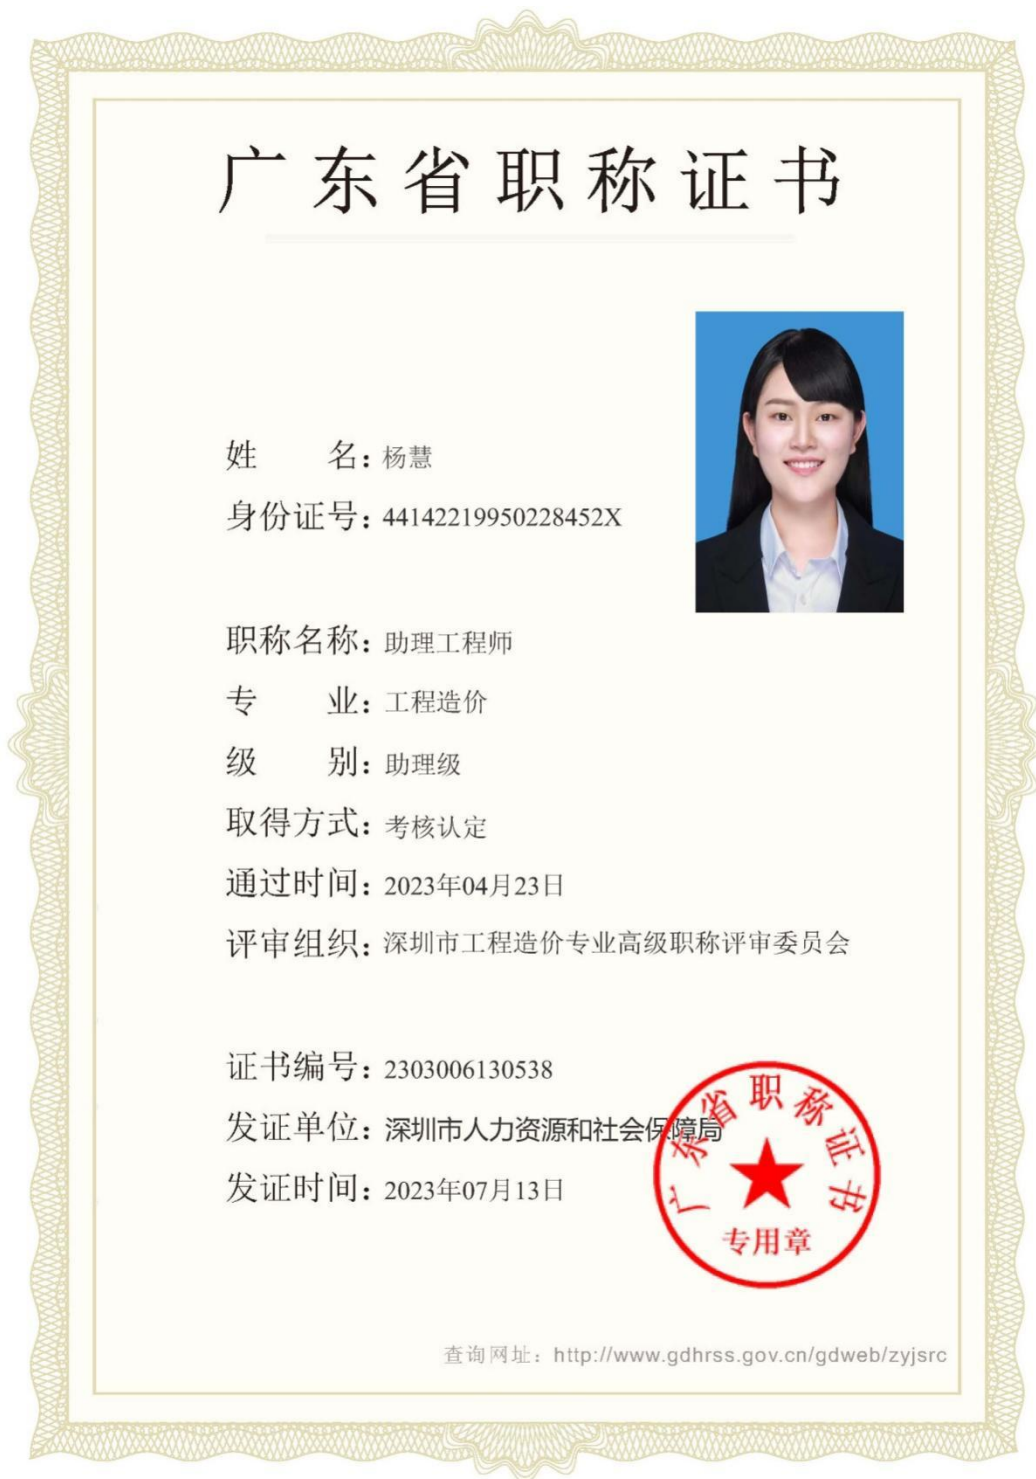 广东省职称证书
姓名：杨慧
身份证号：44142219950228452X
职称名称：助理工程师
专业：工程造价
级别：助理级
取得方式：考核认定
通过时间：2023年04月23日
评审组织：深圳市工程造价专业高级职称评审委员会
证书编号：2303006130538
发证单位：深圳市人力资源和社会保障局
发证时间：2023年07月13日
广东省职称证书
专用章
查询网址：http://www.gdhrss.gov.cn/gdweb/zyjsrc